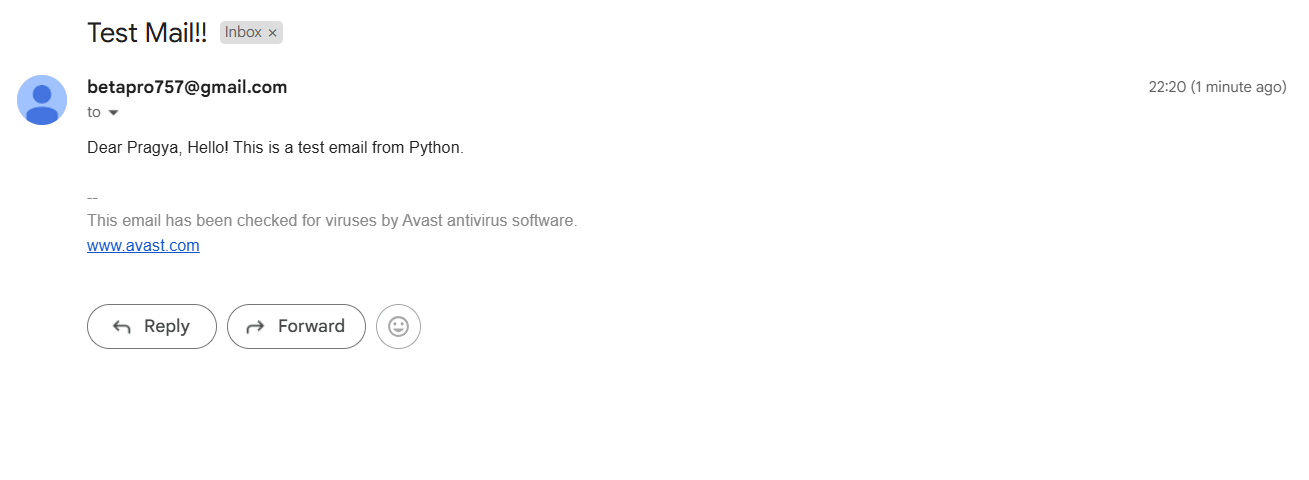 Test Mail!! Inbox ×
betapro757@gmail.com 22:20 (1 minute ago)
to
Dear Pragya, Hello! This is a test email from Python.
--
This email has been checked for viruses by Avast antivirus software.
www.avast.com
Reply Forward